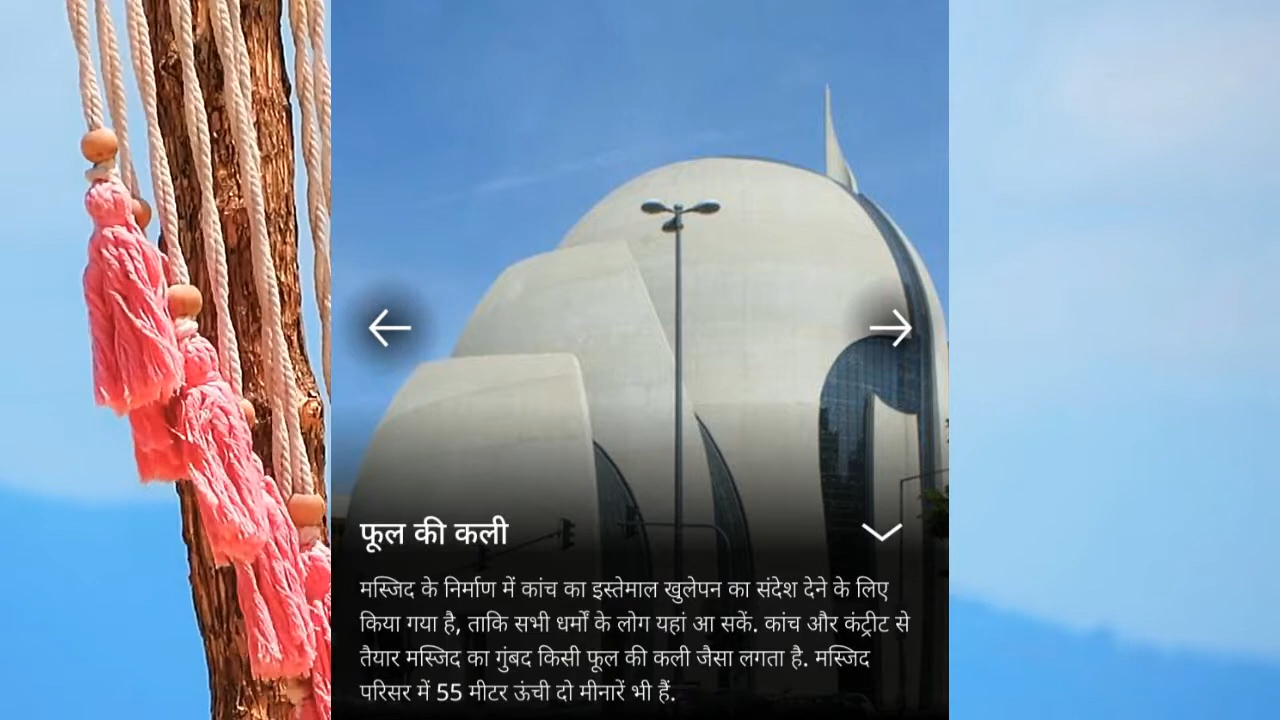 फूल की कली
मस्जिद के निर्माण में कांच का इस्तेमाल खुलेपन का संदेश देने के लिए
किया गया है, ताकि सभी धर्मों के लोग यहां आ सकें. कांच और कंट्रीट से
तैयार मस्जिद का गुंबद किसी फूल की कली जैसा लगता है. मस्जिद
परिसर में 55 मीटर ऊंची दो मीनारें भी हैं.